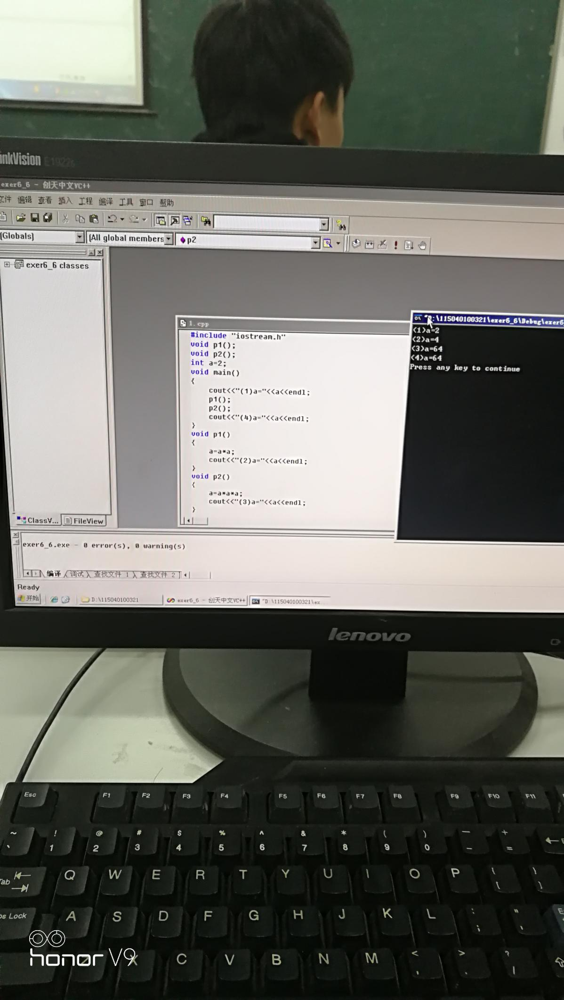 inkVision E1922s
exer6_6 - 创天中文VC++
文件 编辑 查看 插入 工程 编译 工具 窗口 帮助
(Globals) (All global members p2
exer6_6 classes
1.cpp
#include "iostream.h"
void p1();
void p2();
int a=2;
void main()
{
cout<<"(1)a="<<a<<endl;
p1();
p2();
cout<<"(4)a="<<a<<endl;
}
void p1()
{
a=a*a;
cout<<"(2)a="<<a<<endl;
}
void p2()
{
a=a*a*a;
cout<<"(3)a="<<a<<endl;
}
"D:\115040100321\exer6_6\Debug\exer6
(1)a=2
(2)a=4
(3)a=64
(4)a=64
Press any key to continue
ClassV... FileView
exer6_6.exe - 0 error(s), 0 warning(s)
编译 调试 查找文件 1 查找文件 2
Ready
开始 D:\115040100321 exer6_6 - 创天中文VC++ "D:\115040100321\ex...
lenovo
Esc F1 F2 F3 F4 F5 F6 F7 F8 F9 F10 F11
~ ! @ # $ % ^ & * ( ) — +
` 1 2 3 4 5 6 7 8 9 0 - =
Tab Q W E R T Y U I O P { }
[ ]
ps Lock A S D F G H J K L : "
; ,
Z X C V B N M < > ?
, . /
honor V9